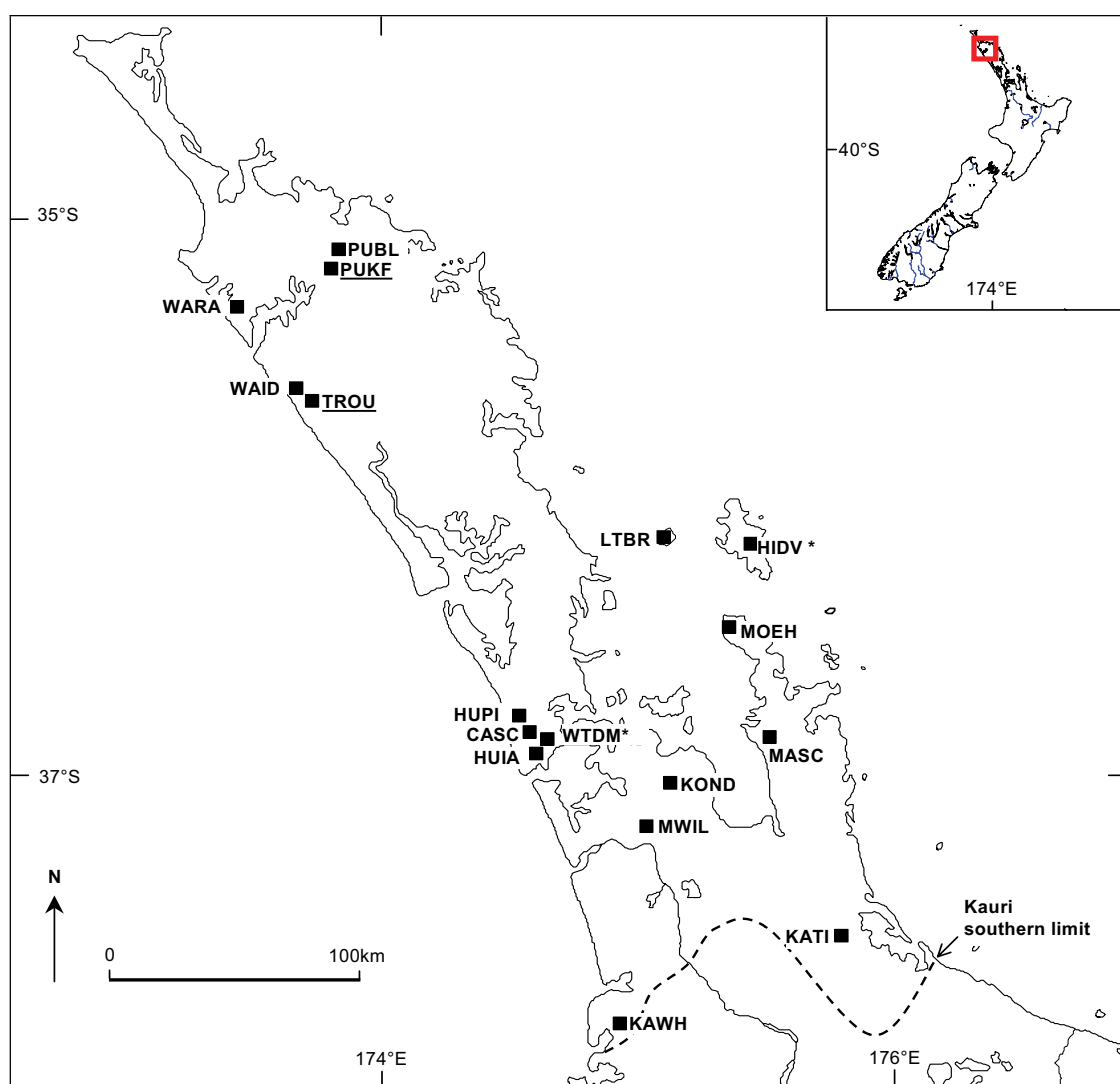 40°S
174°E
35°S
PUBL
PUKF
WARA
WAID
TROU
LTBR
HIDV *
MOEH
HUPI
CASC
WTDM*
HUIA
MASC
37°S
KOND
MWIL
N
Kauri
southern limit
KATI
0
100km
KAWH
174°E
176°E